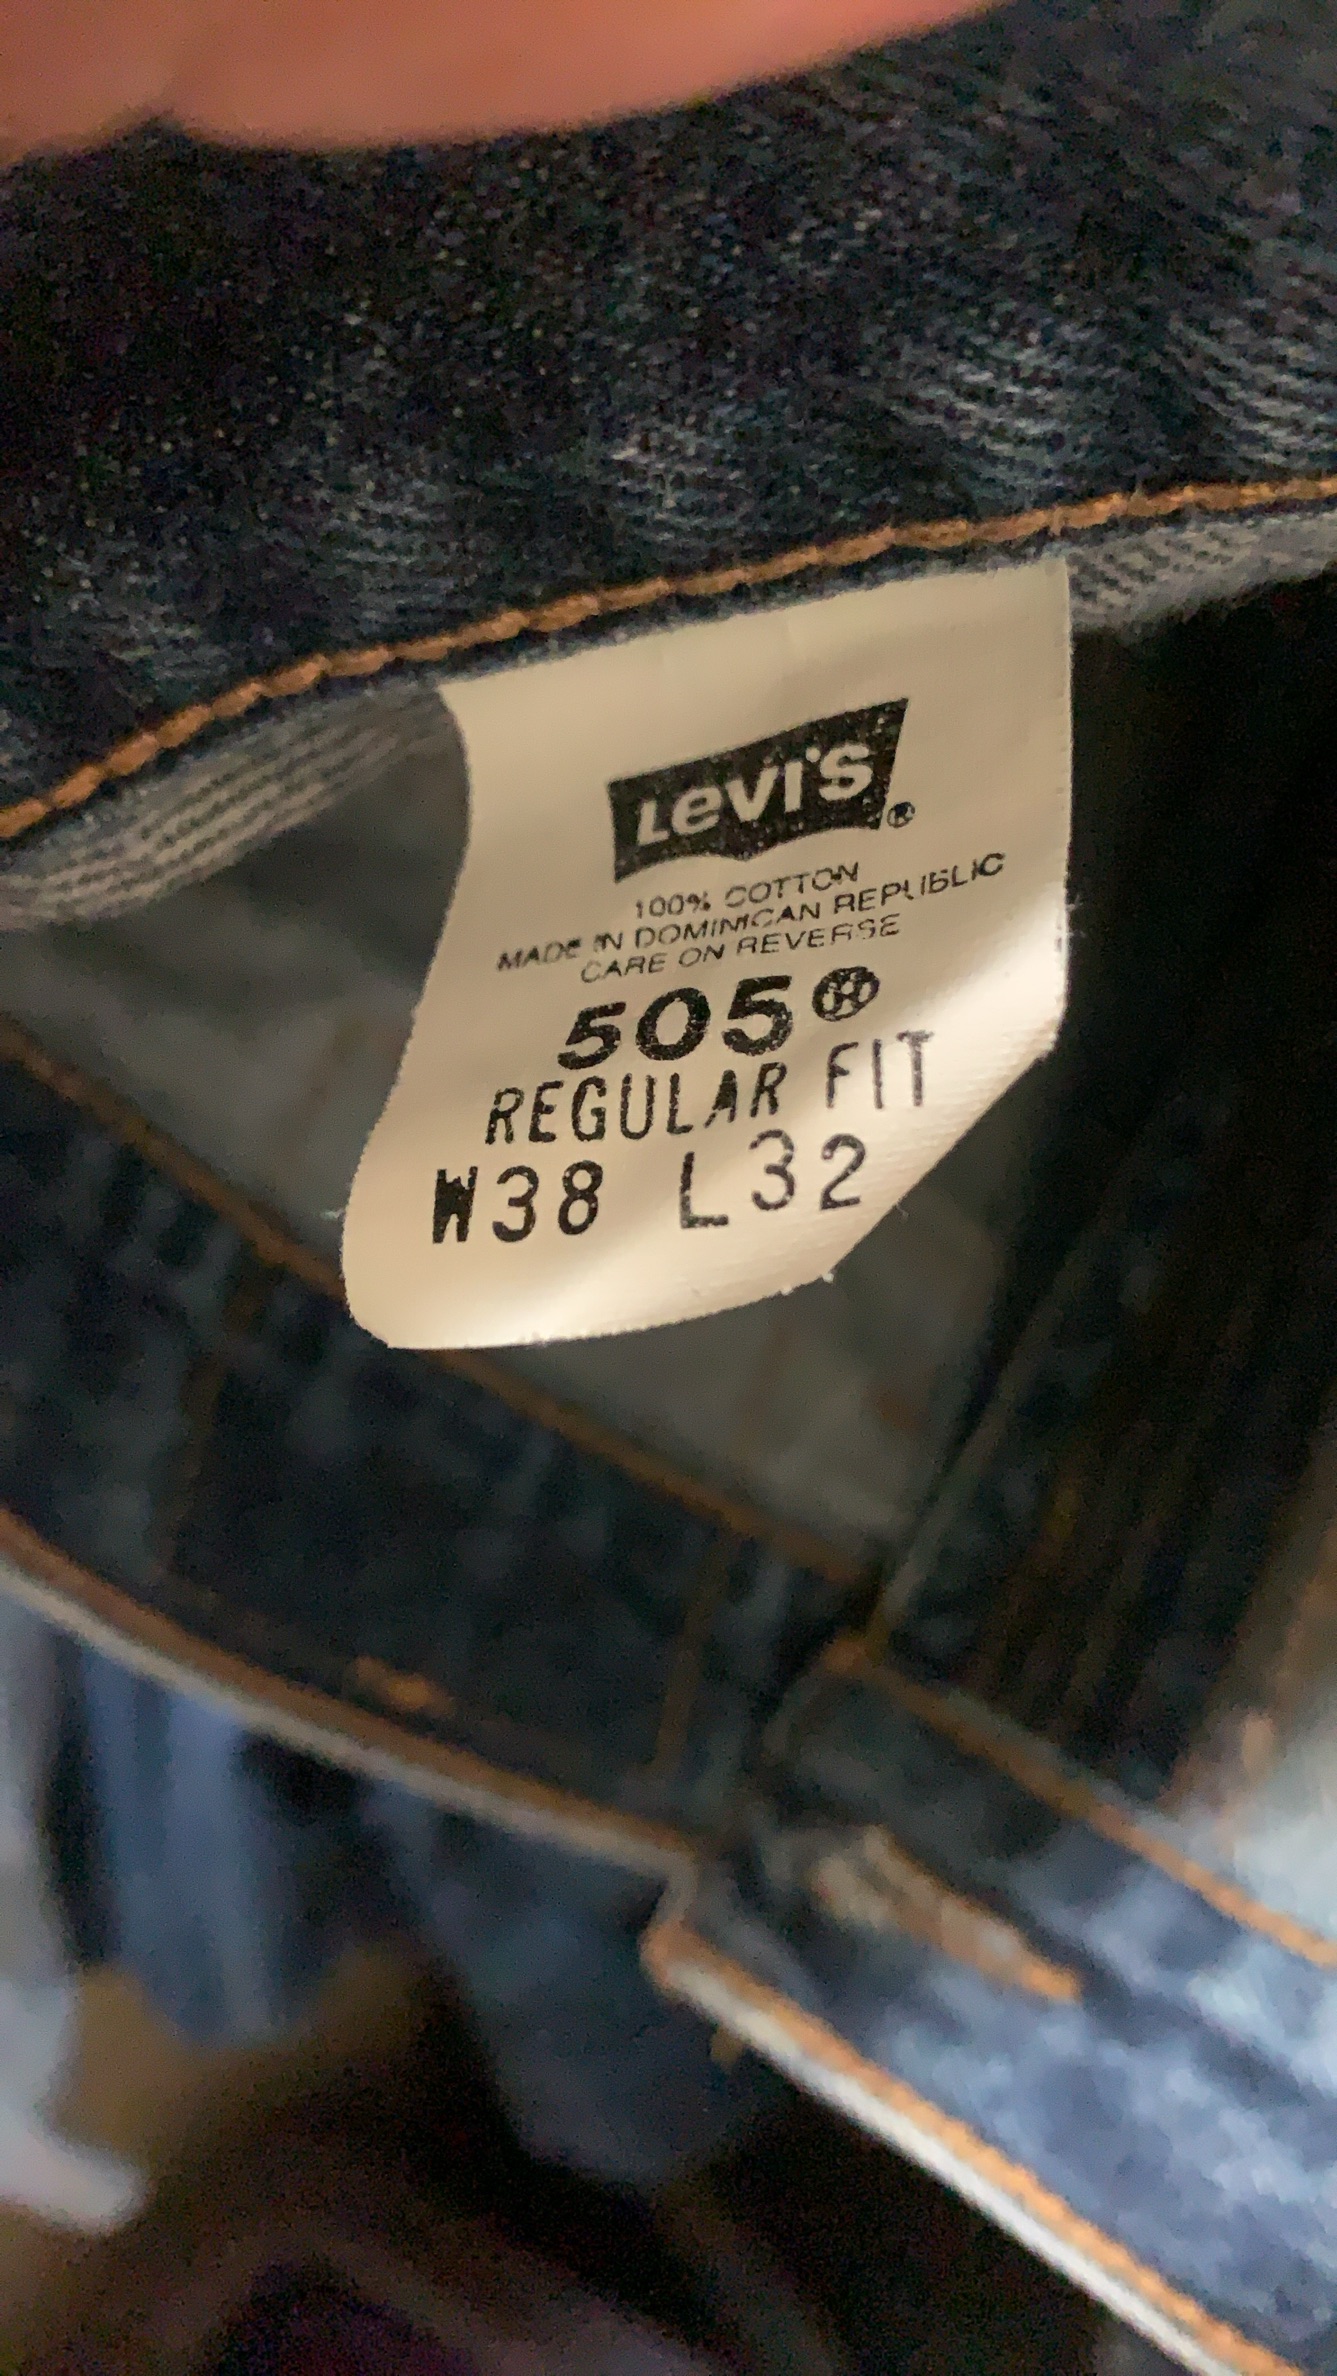 LEVI'S®
100% COTTON
MADE IN DOMINICAN REPUBLIC
CARE ON REVERSE
505®
REGULAR FIT
W38 L32